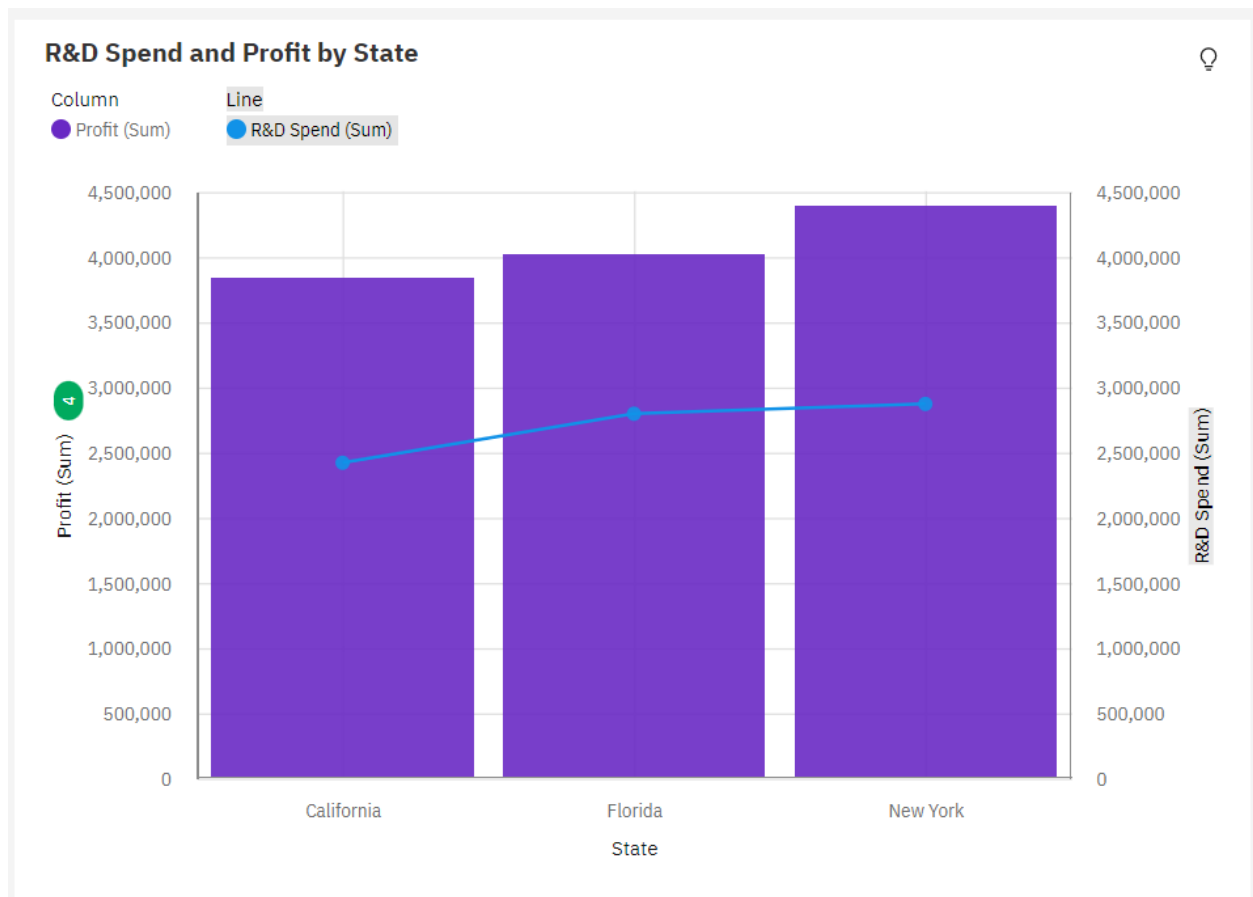 R&D Spend and Profit by State
Column Line
Profit (Sum) R&D Spend (Sum)
4,500,000 4,500,000
4,000,000 4,000,000
3,500,000 3,500,000
3,000,000 3,000,000
2,500,000 2,500,000
2,000,000 2,000,000
1,500,000 1,500,000
1,000,000 1,000,000
500,000 500,000
0 0
Profit (Sum) 4
R&D Spend (Sum)
California Florida New York
State